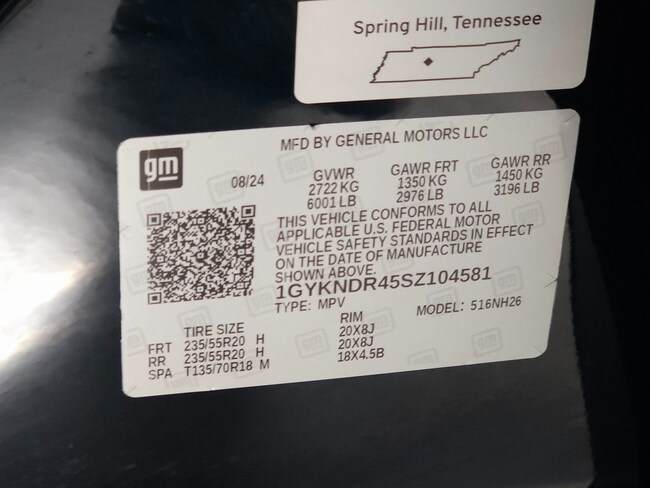 Spring Hill, Tennessee
gm
MFD BY GENERAL MOTORS LLC
08/24
GVWR GAWR FRT GAWR RR
2722 KG 1350 KG 1450 KG
6001 LB 2976 LB 3196 LB
THIS VEHICLE CONFORMS TO ALL
APPLICABLE U.S. FEDERAL MOTOR
VEHICLE SAFETY STANDARDS IN EFFECT
ON THE DATE OF MANUFACTURE
SHOWN ABOVE.
1GYKNDR45SZ104581
TYPE: MPV MODEL: 516NH26
TIRE SIZE RIM
FRT 235/55R20 H 20X8J
RR 235/55R20 H 20X8J
SPA T135/70R18 M 18X4.5B